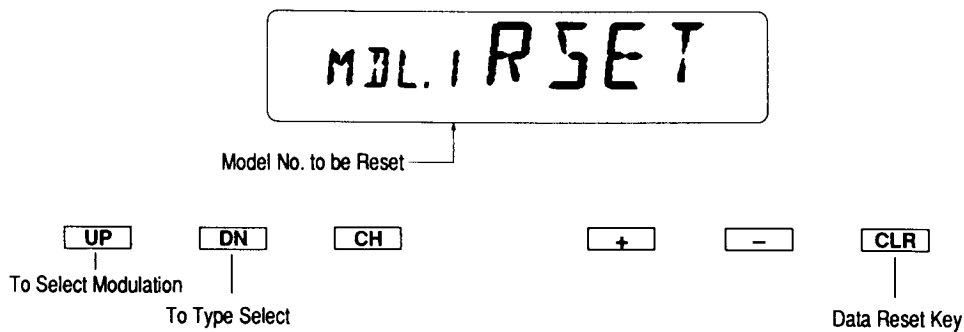 MDL.1 RSET
Model No. to be Reset
UP DN CH + − CLR
To Select Modulation
To Type Select
Data Reset Key